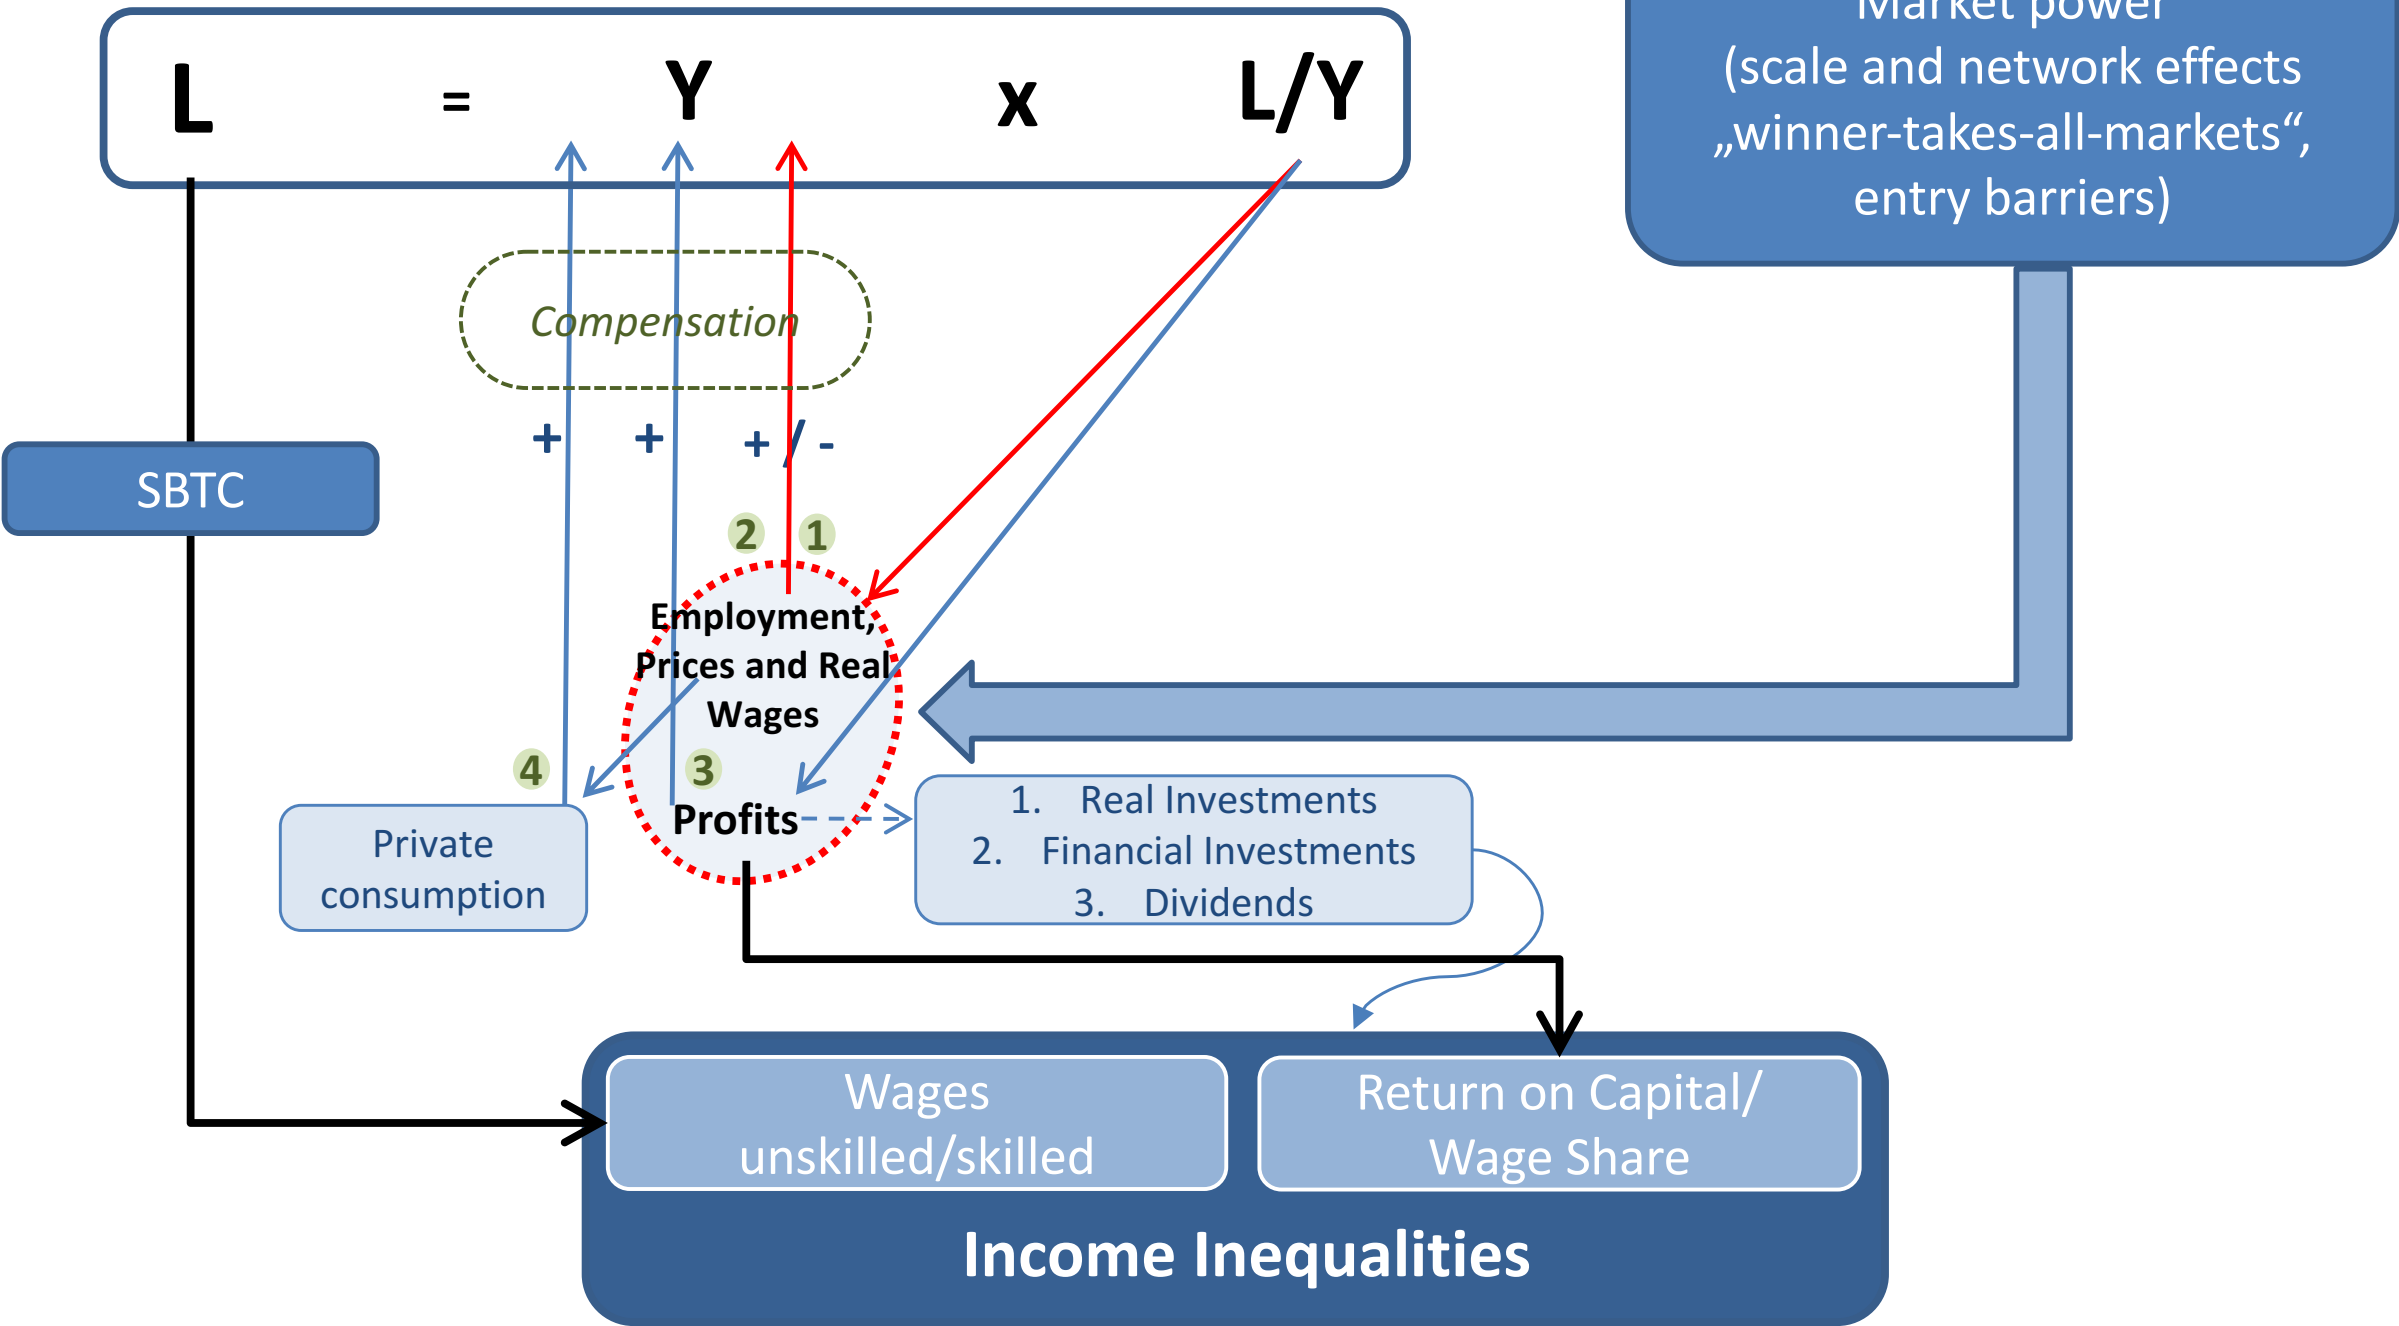 L = Y x L/Y
Market power
(scale and network effects
„winner-takes-all-markets“,
entry barriers)
Compensation
+ + + / -
SBTC
2 1
Employment,
Prices and Real
Wages
4 3
Profits
Private
consumption
1. Real Investments
2. Financial Investments
3. Dividends
Wages
unskilled/skilled
Return on Capital/
Wage Share
Income Inequalities